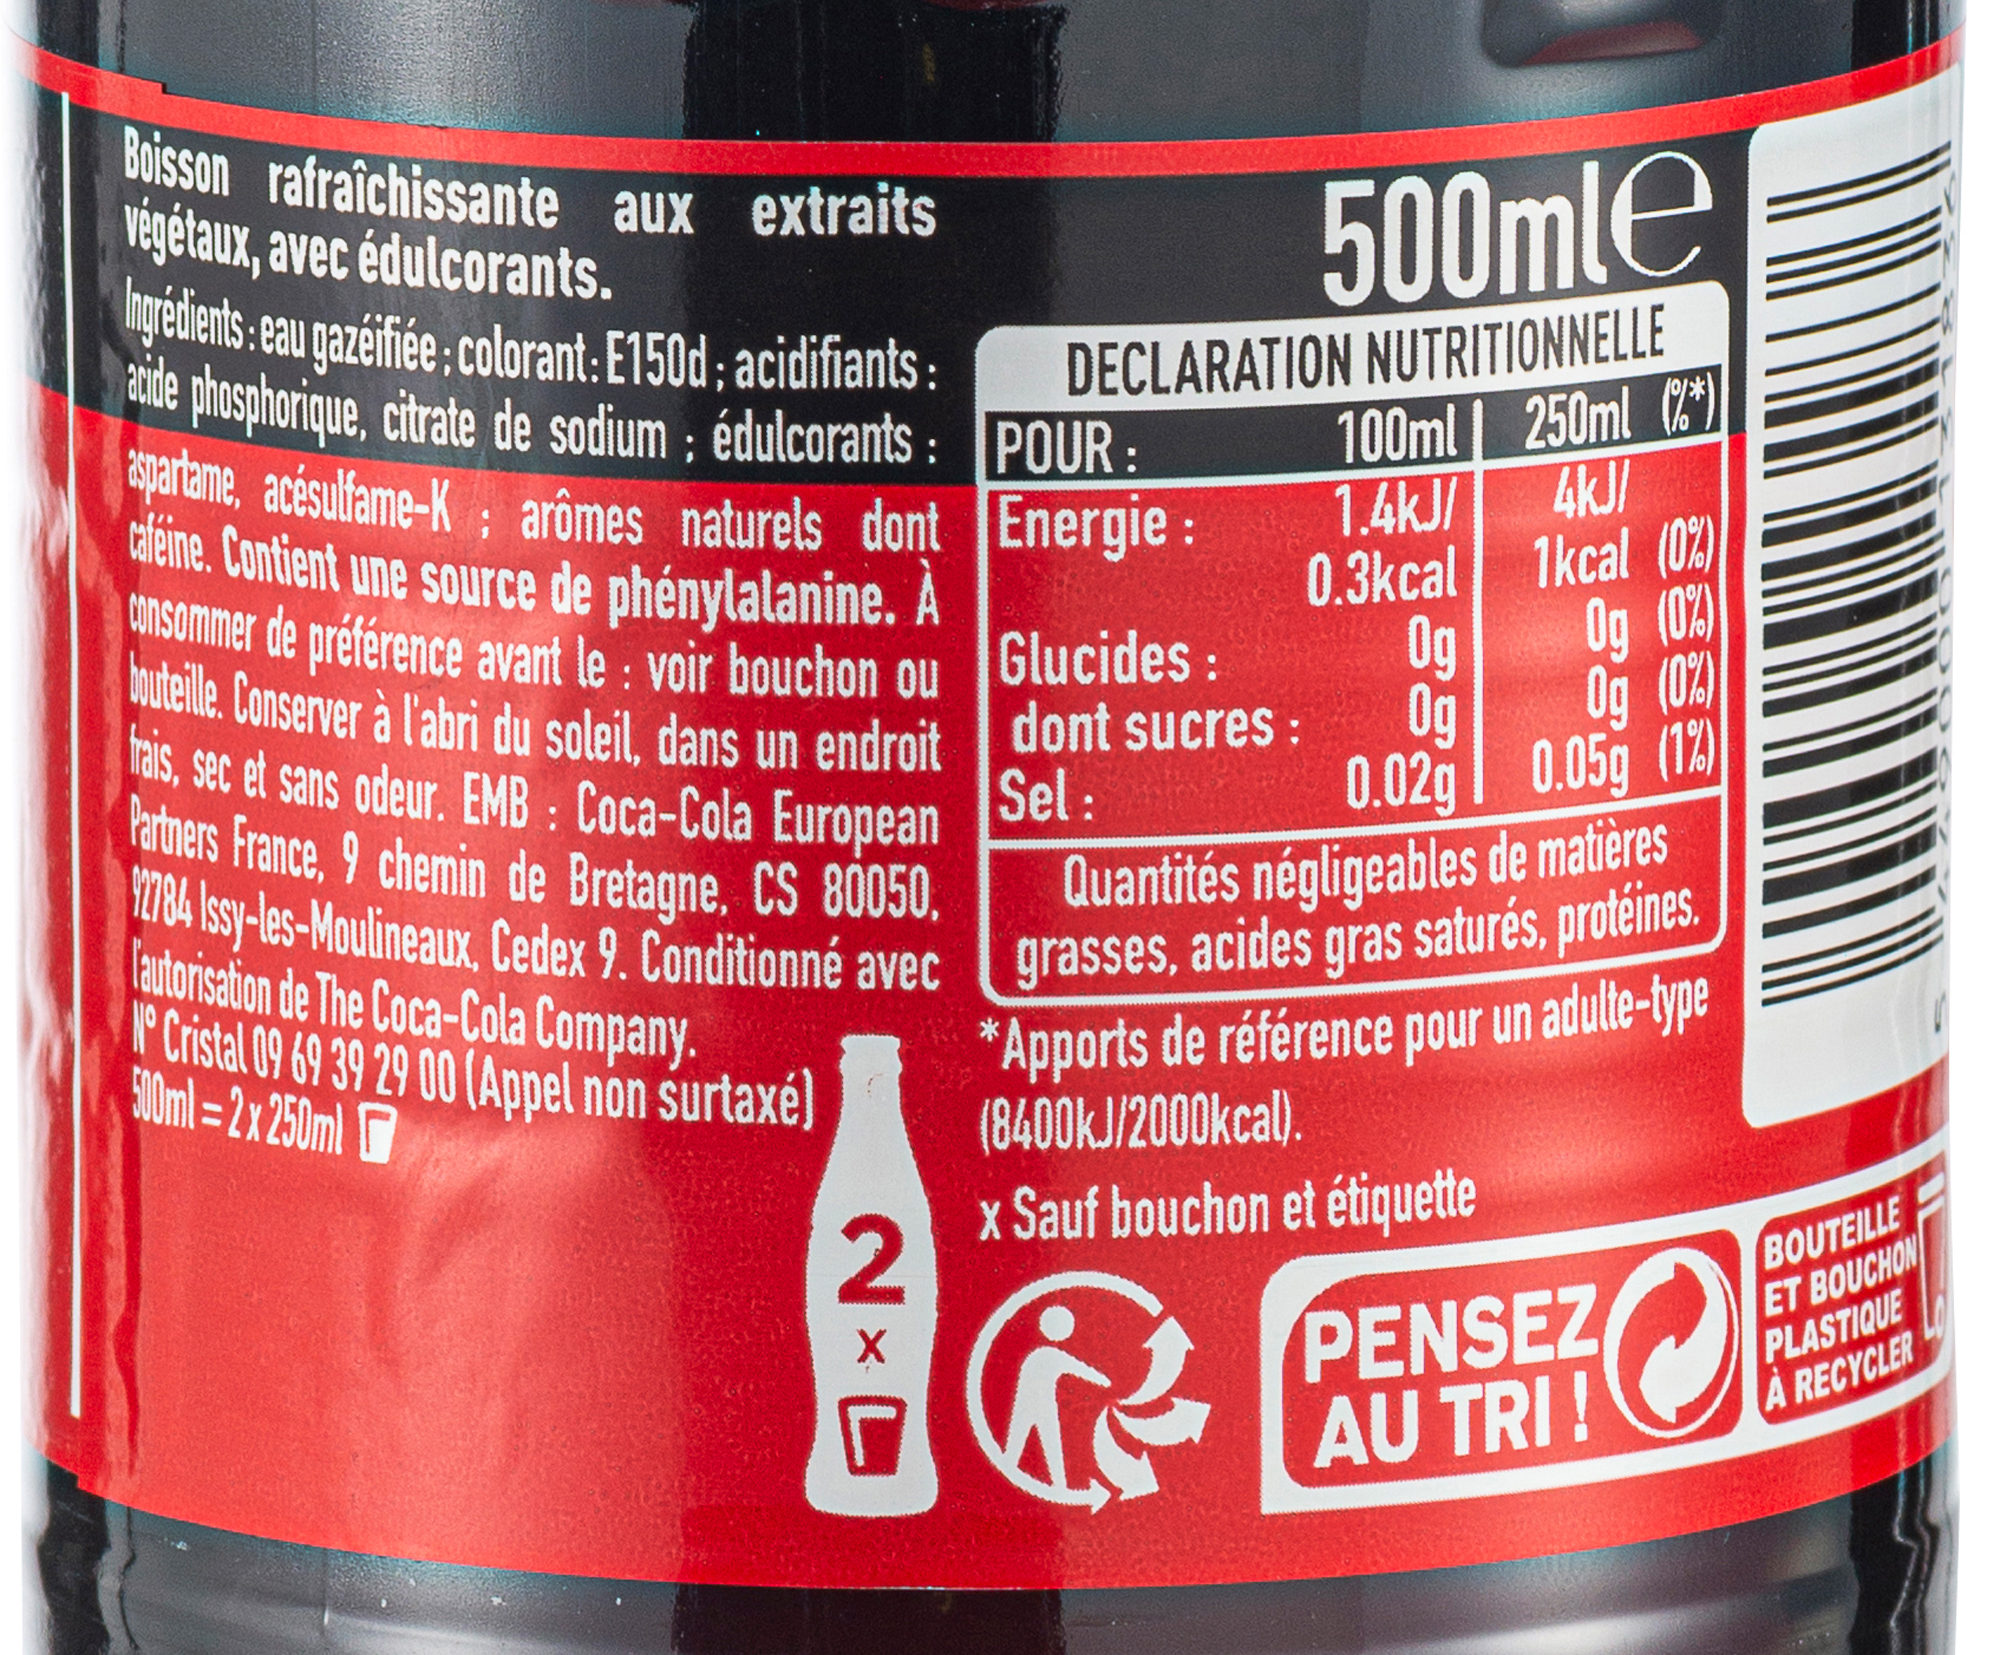 Boisson rafraîchissante aux extraits
végétaux, avec édulcorants.
Ingrédients : eau gazéifiée ; colorant : E150d ; acidifiants :
acide phosphorique, citrate de sodium ; édulcorants :
aspartame, acésulfame-K ; arômes naturels dont
caféine. Contient une source de phénylalanine. À
consommer de préférence avant le : voir bouchon ou
bouteille. Conserver à l'abri du soleil, dans un endroit
frais, sec et sans odeur. EMB : Coca-Cola European
Partners France, 9 chemin de Bretagne, CS 80050,
92784 Issy-les-Moulineaux, Cedex 9. Conditionné avec
l'autorisation de The Coca-Cola Company.
N° Cristal 09 69 39 29 00 (Appel non surtaxé)
500ml = 2 x 250ml
2
x
500ml e
DECLARATION NUTRITIONNELLE
POUR : 100ml 250ml (%*)
Energie : 1.4kJ/ 4kJ/
0.3kcal 1kcal (0%)
Glucides : 0g 0g (0%)
dont sucres : 0g 0g (0%)
Sel : 0.02g 0.05g (1%)
Quantités négligeables de matières
grasses, acides gras saturés, protéines.
*Apports de référence pour un adulte-type
(8400kJ/2000kcal).
x Sauf bouchon et étiquette
PENSEZ
AU TRI !
BOUTEILLE
ET BOUCHON
PLASTIQUE
À RECYCLER